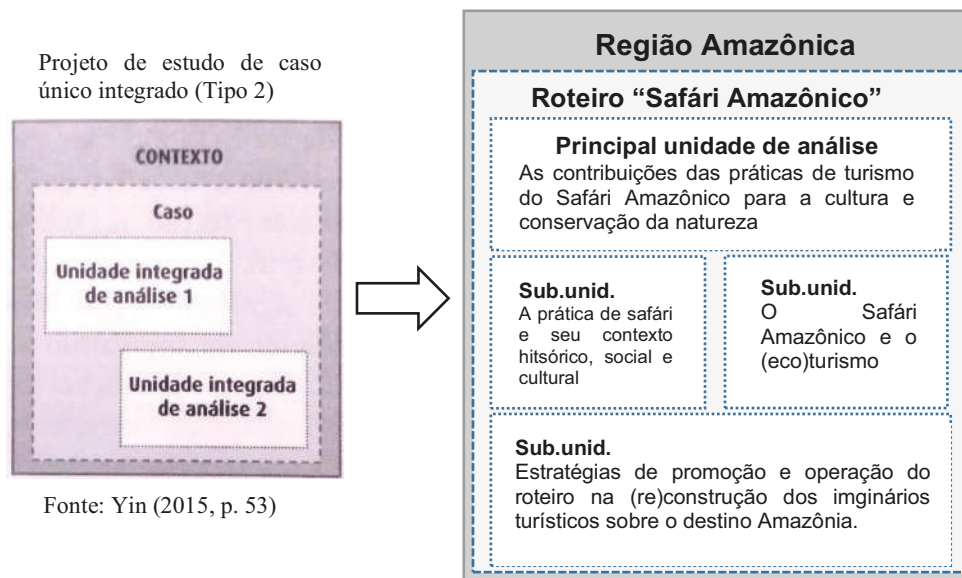 Projeto de estudo de caso
único integrado (Tipo 2)
CONTEXTO
Caso
Unidade integrada
de análise 1
Unidade integrada
de análise 2
Fonte: Yin (2015, p. 53)
Região Amazônica
Roteiro “Safári Amazônico”
Principal unidade de análise
As contribuições das práticas de turismo
do Safári Amazônico para a cultura e
conservação da natureza
Sub.unid.
A prática de safári
e seu contexto
hitsórico, social e
cultural
Sub.unid.
O Safári
Amazônico e o
(eco)turismo
Sub.unid.
Estratégias de promoção e operação do
roteiro na (re)construção dos imginários
turísticos sobre o destino Amazônia.